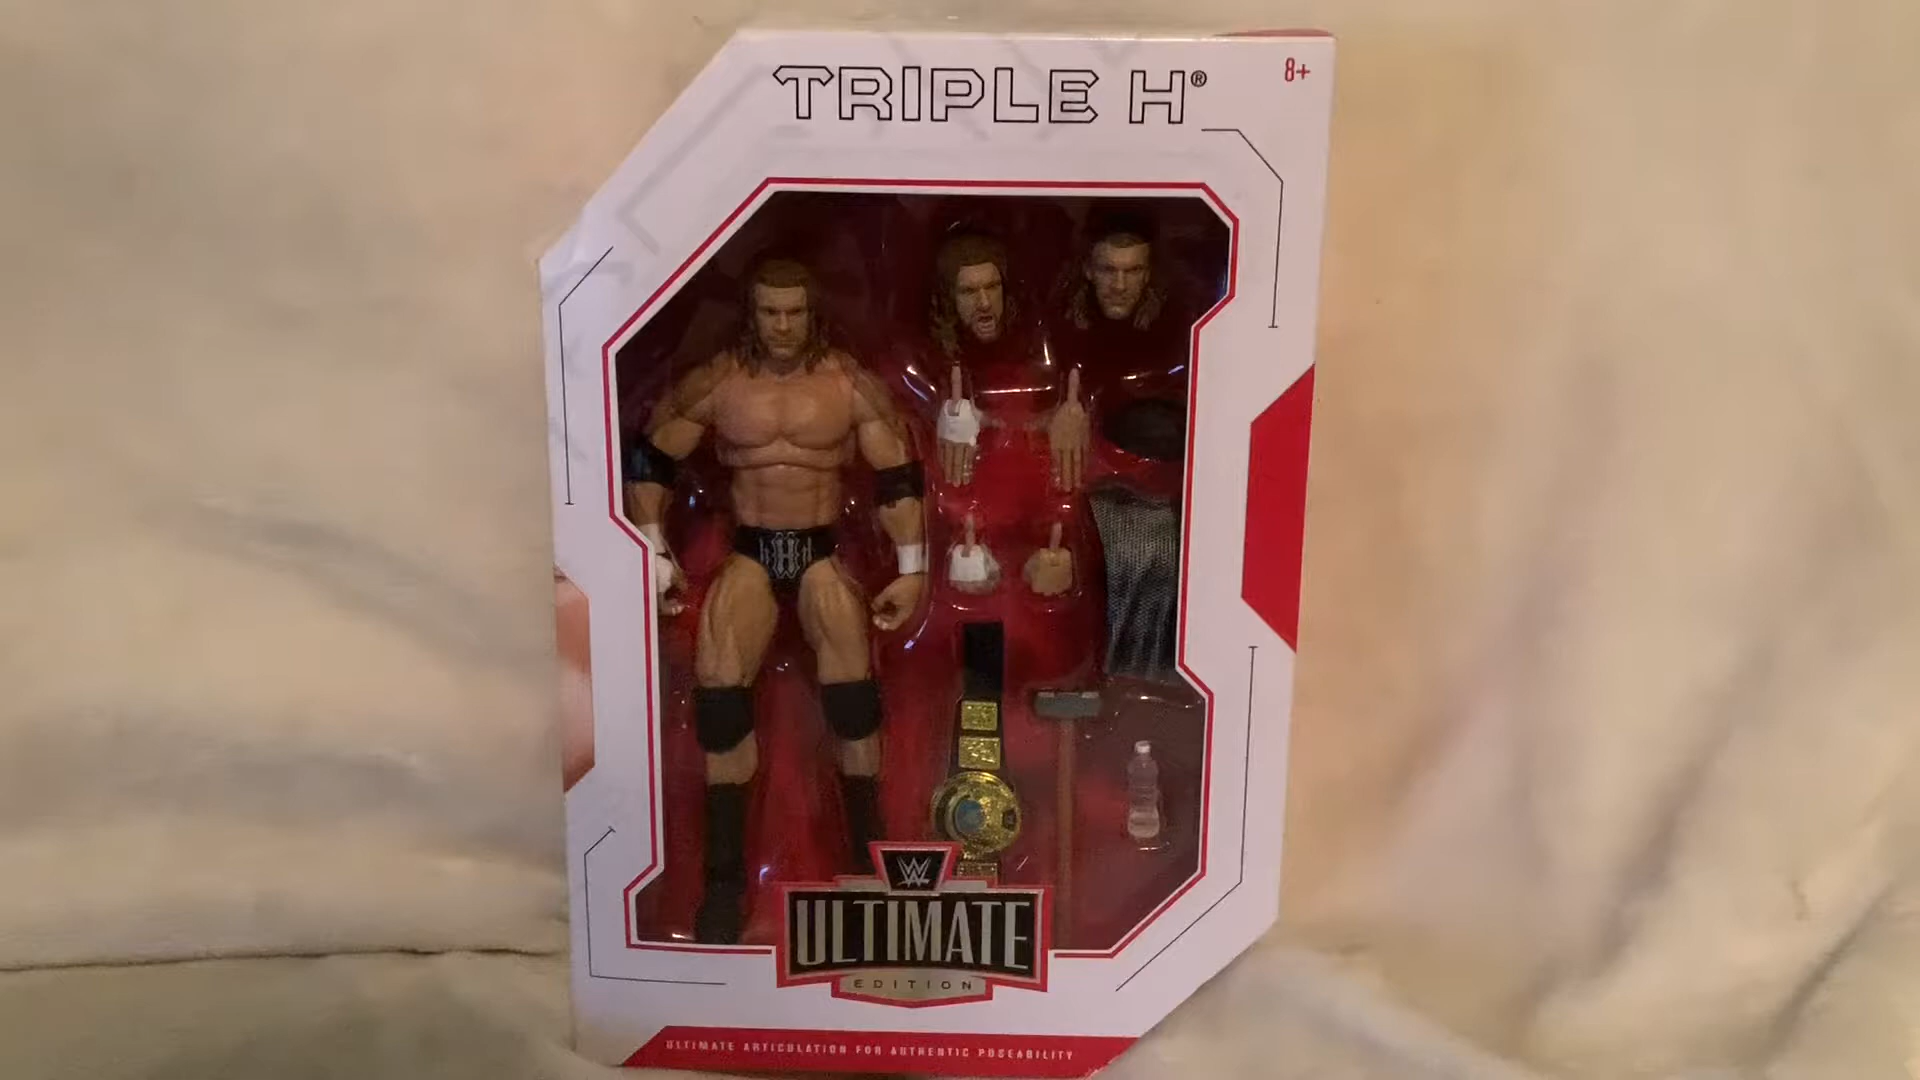 TRIPLE H®
8+
H
W
ULTIMATE
EDITION
ULTIMATE ARTICULATION FOR AUTHENTIC POSEABILITY